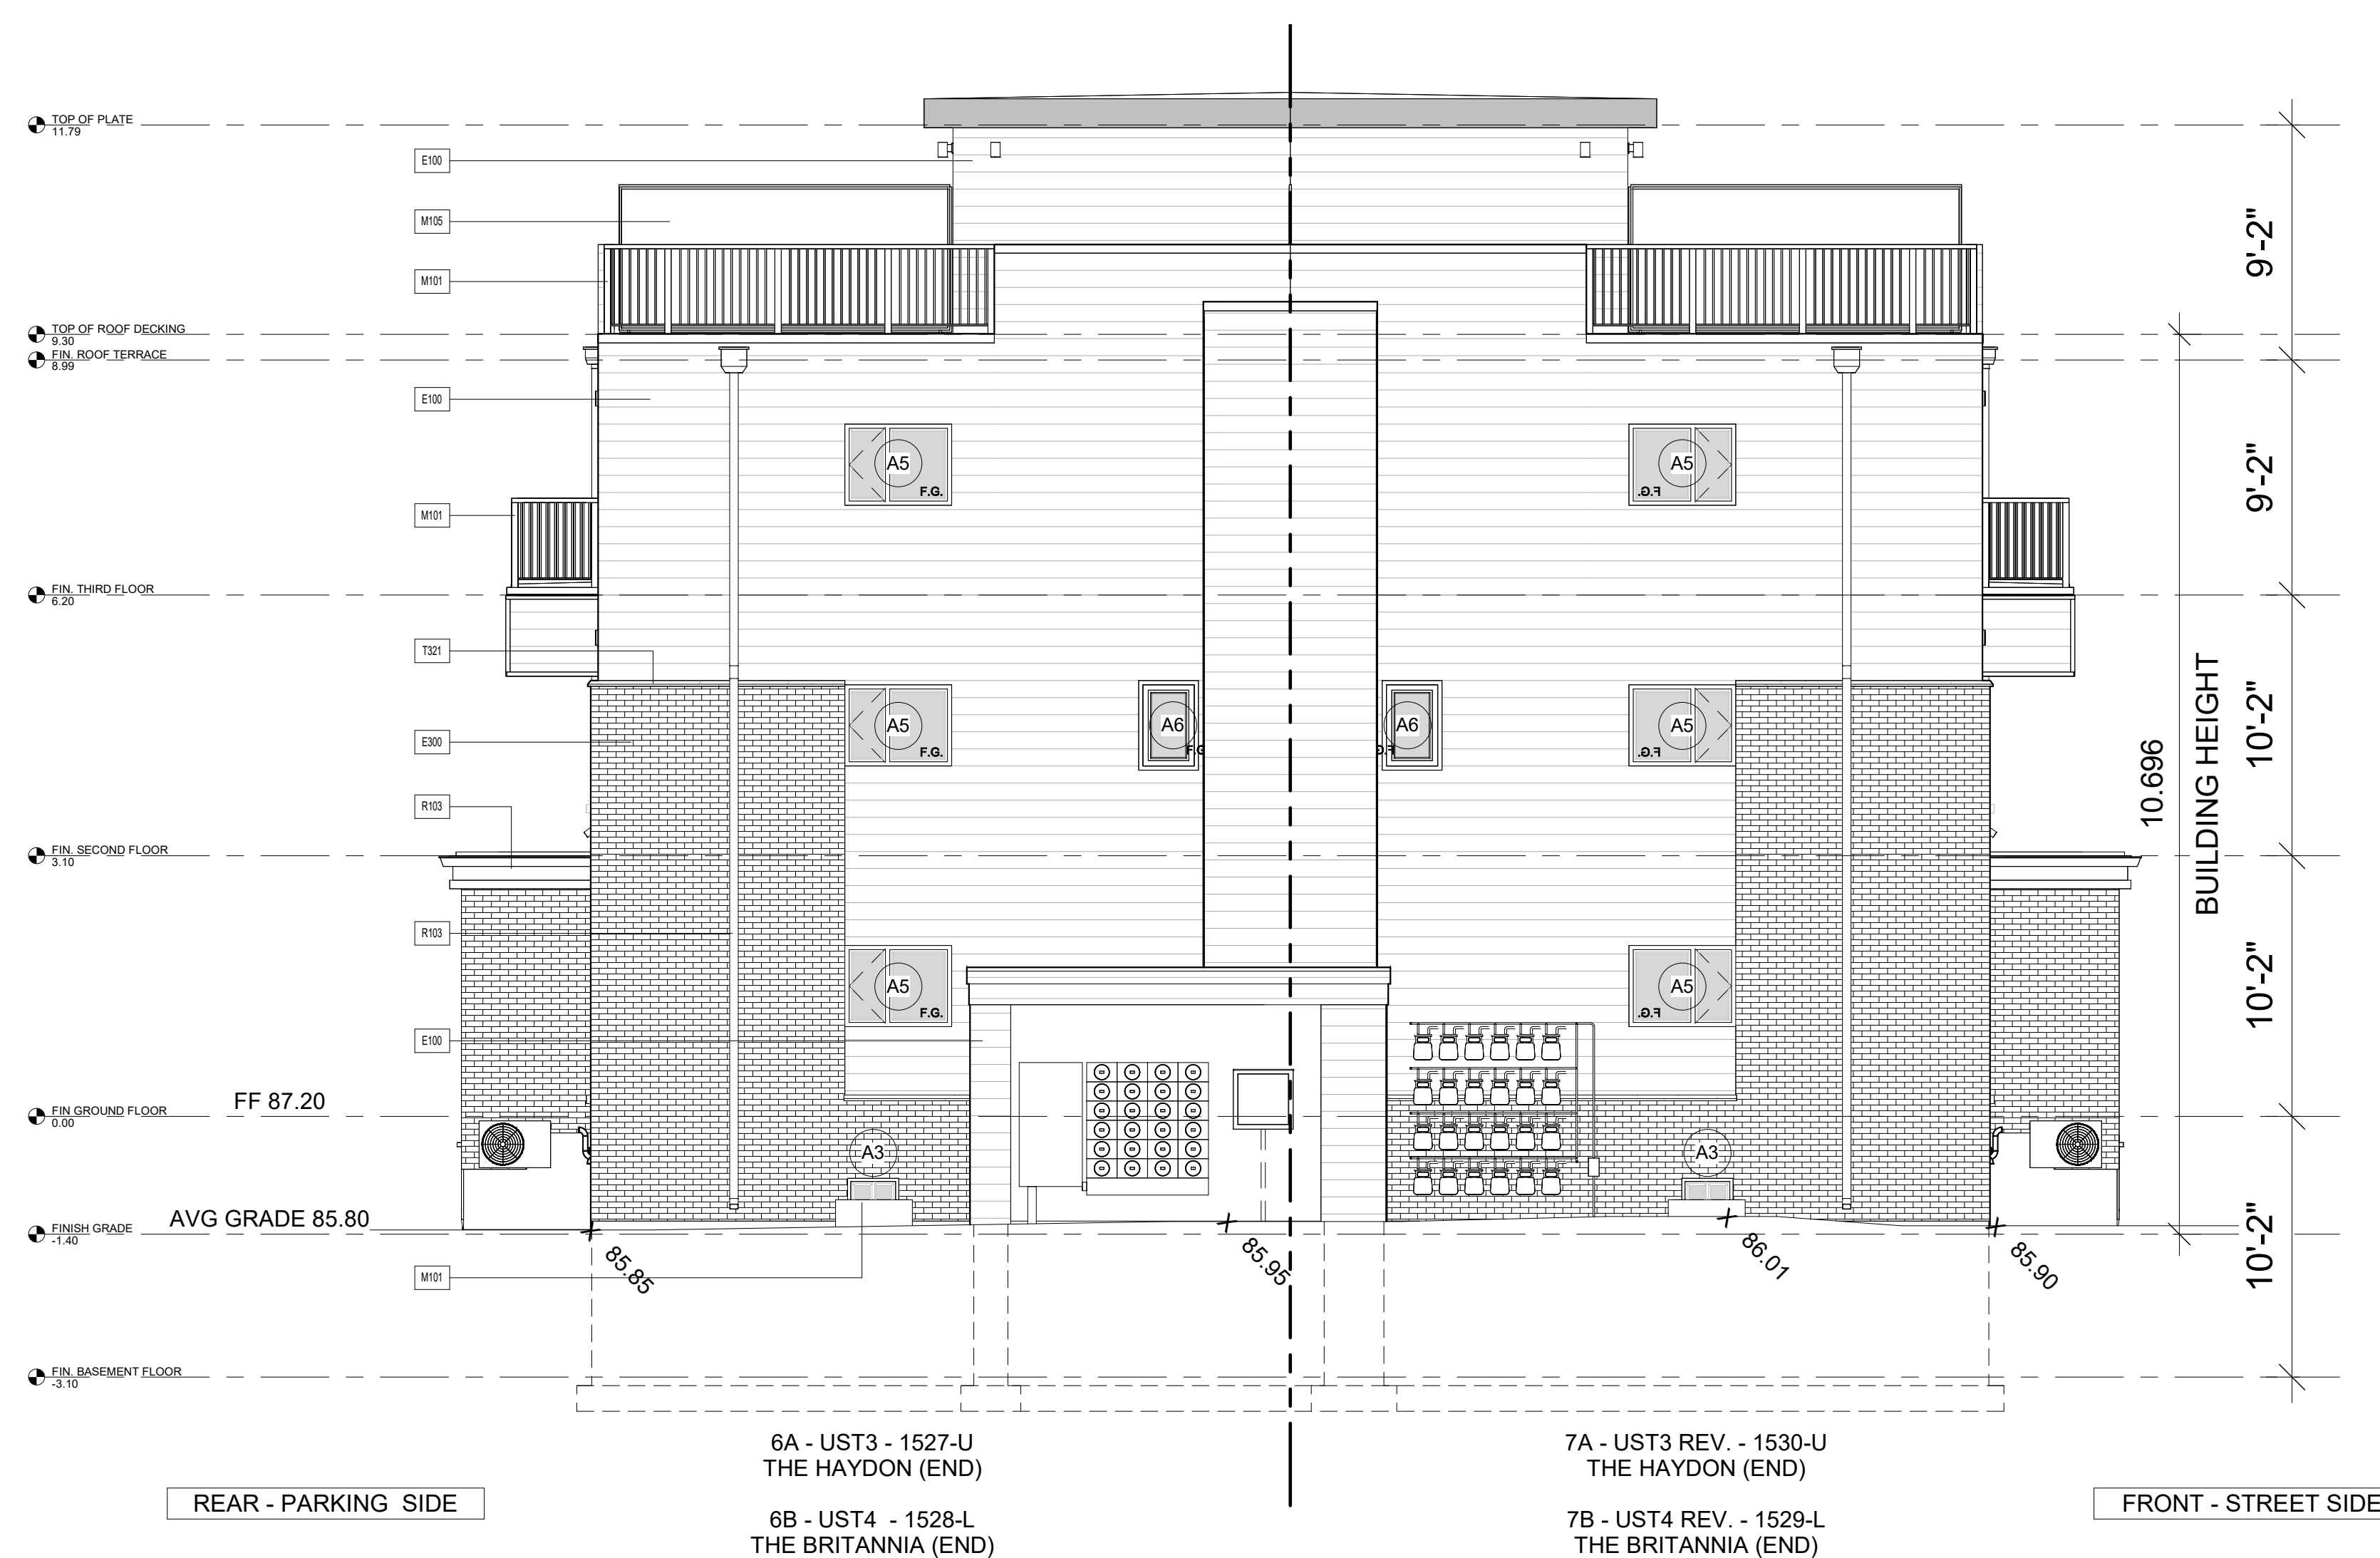 TOP OF PLATE
11.79
E100
M105
M101
9'-2"
TOP OF ROOF DECKING
9.30
FIN. ROOF TERRACE
8.99
E100
A5
F.G.
A5
F.G.
9'-2"
M101
FIN. THIRD FLOOR
6.20
T321
E300
A5
F.G.
A6
F.G
A6
F.G
A5
F.G.
10'-2"
BUILDING HEIGHT
10.696
R103
FIN. SECOND FLOOR
3.10
R103
A5
F.G.
A5
F.G.
10'-2"
E100
FF 87.20
FIN GROUND FLOOR
0.00
A3
A3
AVG GRADE 85.80
FINISH GRADE
-1.40
85.85
85.95
86.01
85.90
10'-2"
M101
FIN. BASEMENT FLOOR
-3.10
6A - UST3 - 1527-U
THE HAYDON (END)
7A - UST3 REV. - 1530-U
THE HAYDON (END)
REAR - PARKING SIDE
FRONT - STREET SIDE
6B - UST4 - 1528-L
THE BRITANNIA (END)
7B - UST4 REV. - 1529-L
THE BRITANNIA (END)